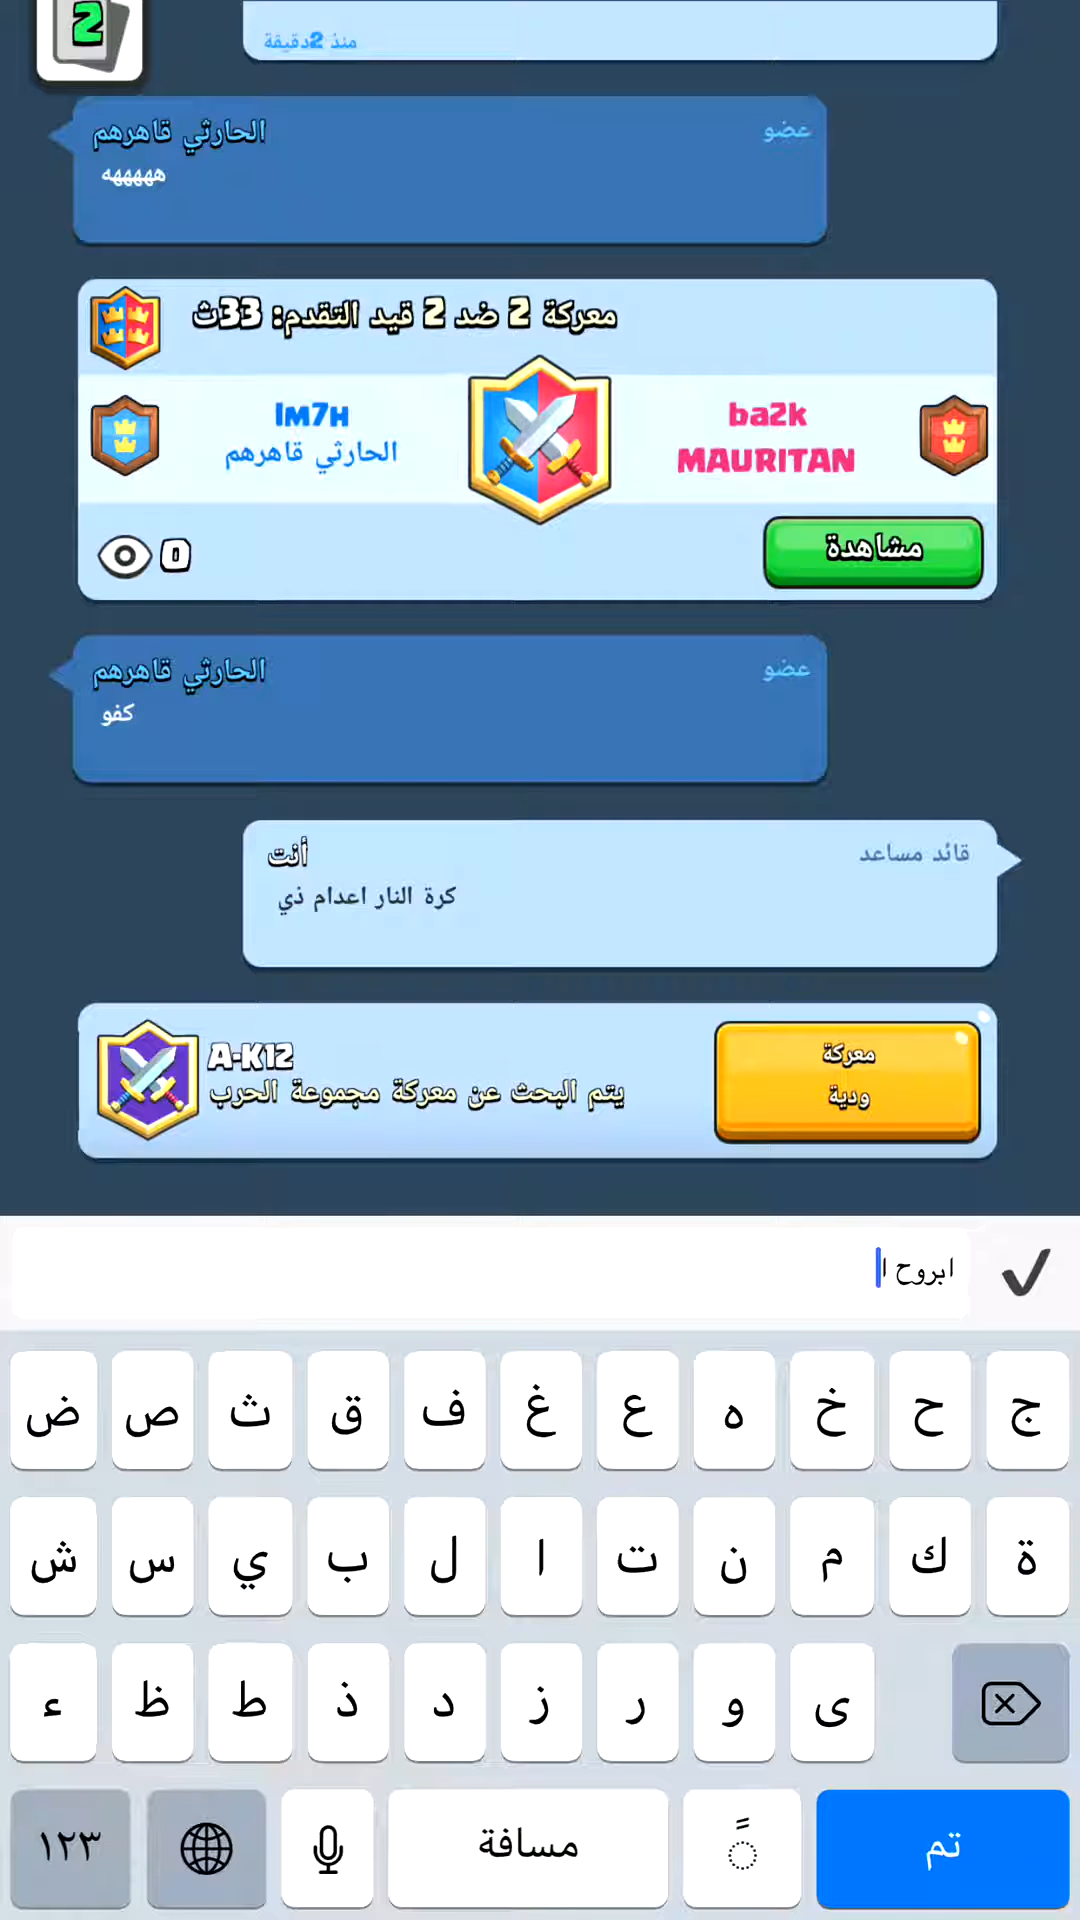 2
منذ 2دقيقة
الحارثي قاهرهم
عضو
هههههه
معركة 2 ضد 2 قيد التقدم: 33ث
lm7h
الحارثي قاهرهم
ba2k
MAURITAN
0
مشاهدة
الحارثي قاهرهم
عضو
كفو
أنت
قائد مساعد
كرة النار اعدام ذي
A-K12
يتم البحث عن معركة مجموعة الحرب
معركة
ودية
ابروح ا
ض ص ث ق ف غ ع ه خ ح ج
ش س ي ب ل ا ت ن م ك ة
ء ظ ط ذ د ز ر و ى
١٢٣
مسافة
تم